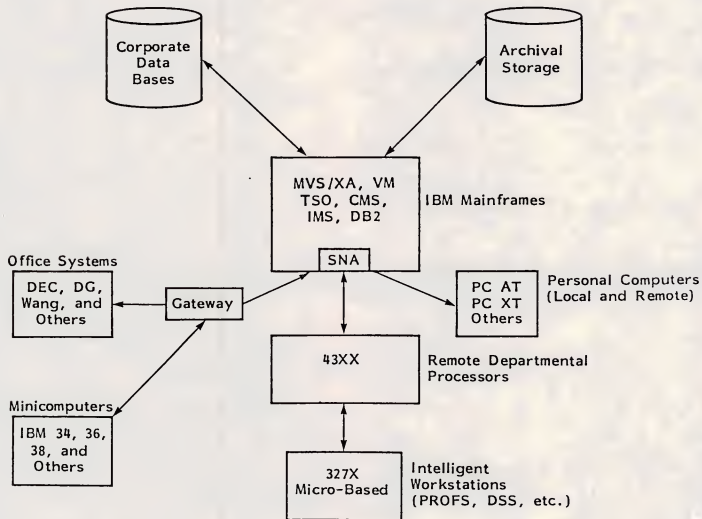 Corporate
Data
Bases
Archival
Storage
MVS/XA, VM
TSO, CMS,
IMS, DB2
IBM Mainframes
SNA
Office Systems
DEC, DG,
Wang, and
Others
Gateway
PC AT
PC XT
Others
Personal Computers
(Local and Remote)
43XX
Remote Departmental
Processors
Minicomputers
IBM 34, 36,
38, and
Others
327X
Micro-Based
Intelligent
Workstations
(PROFS, DSS, etc.)